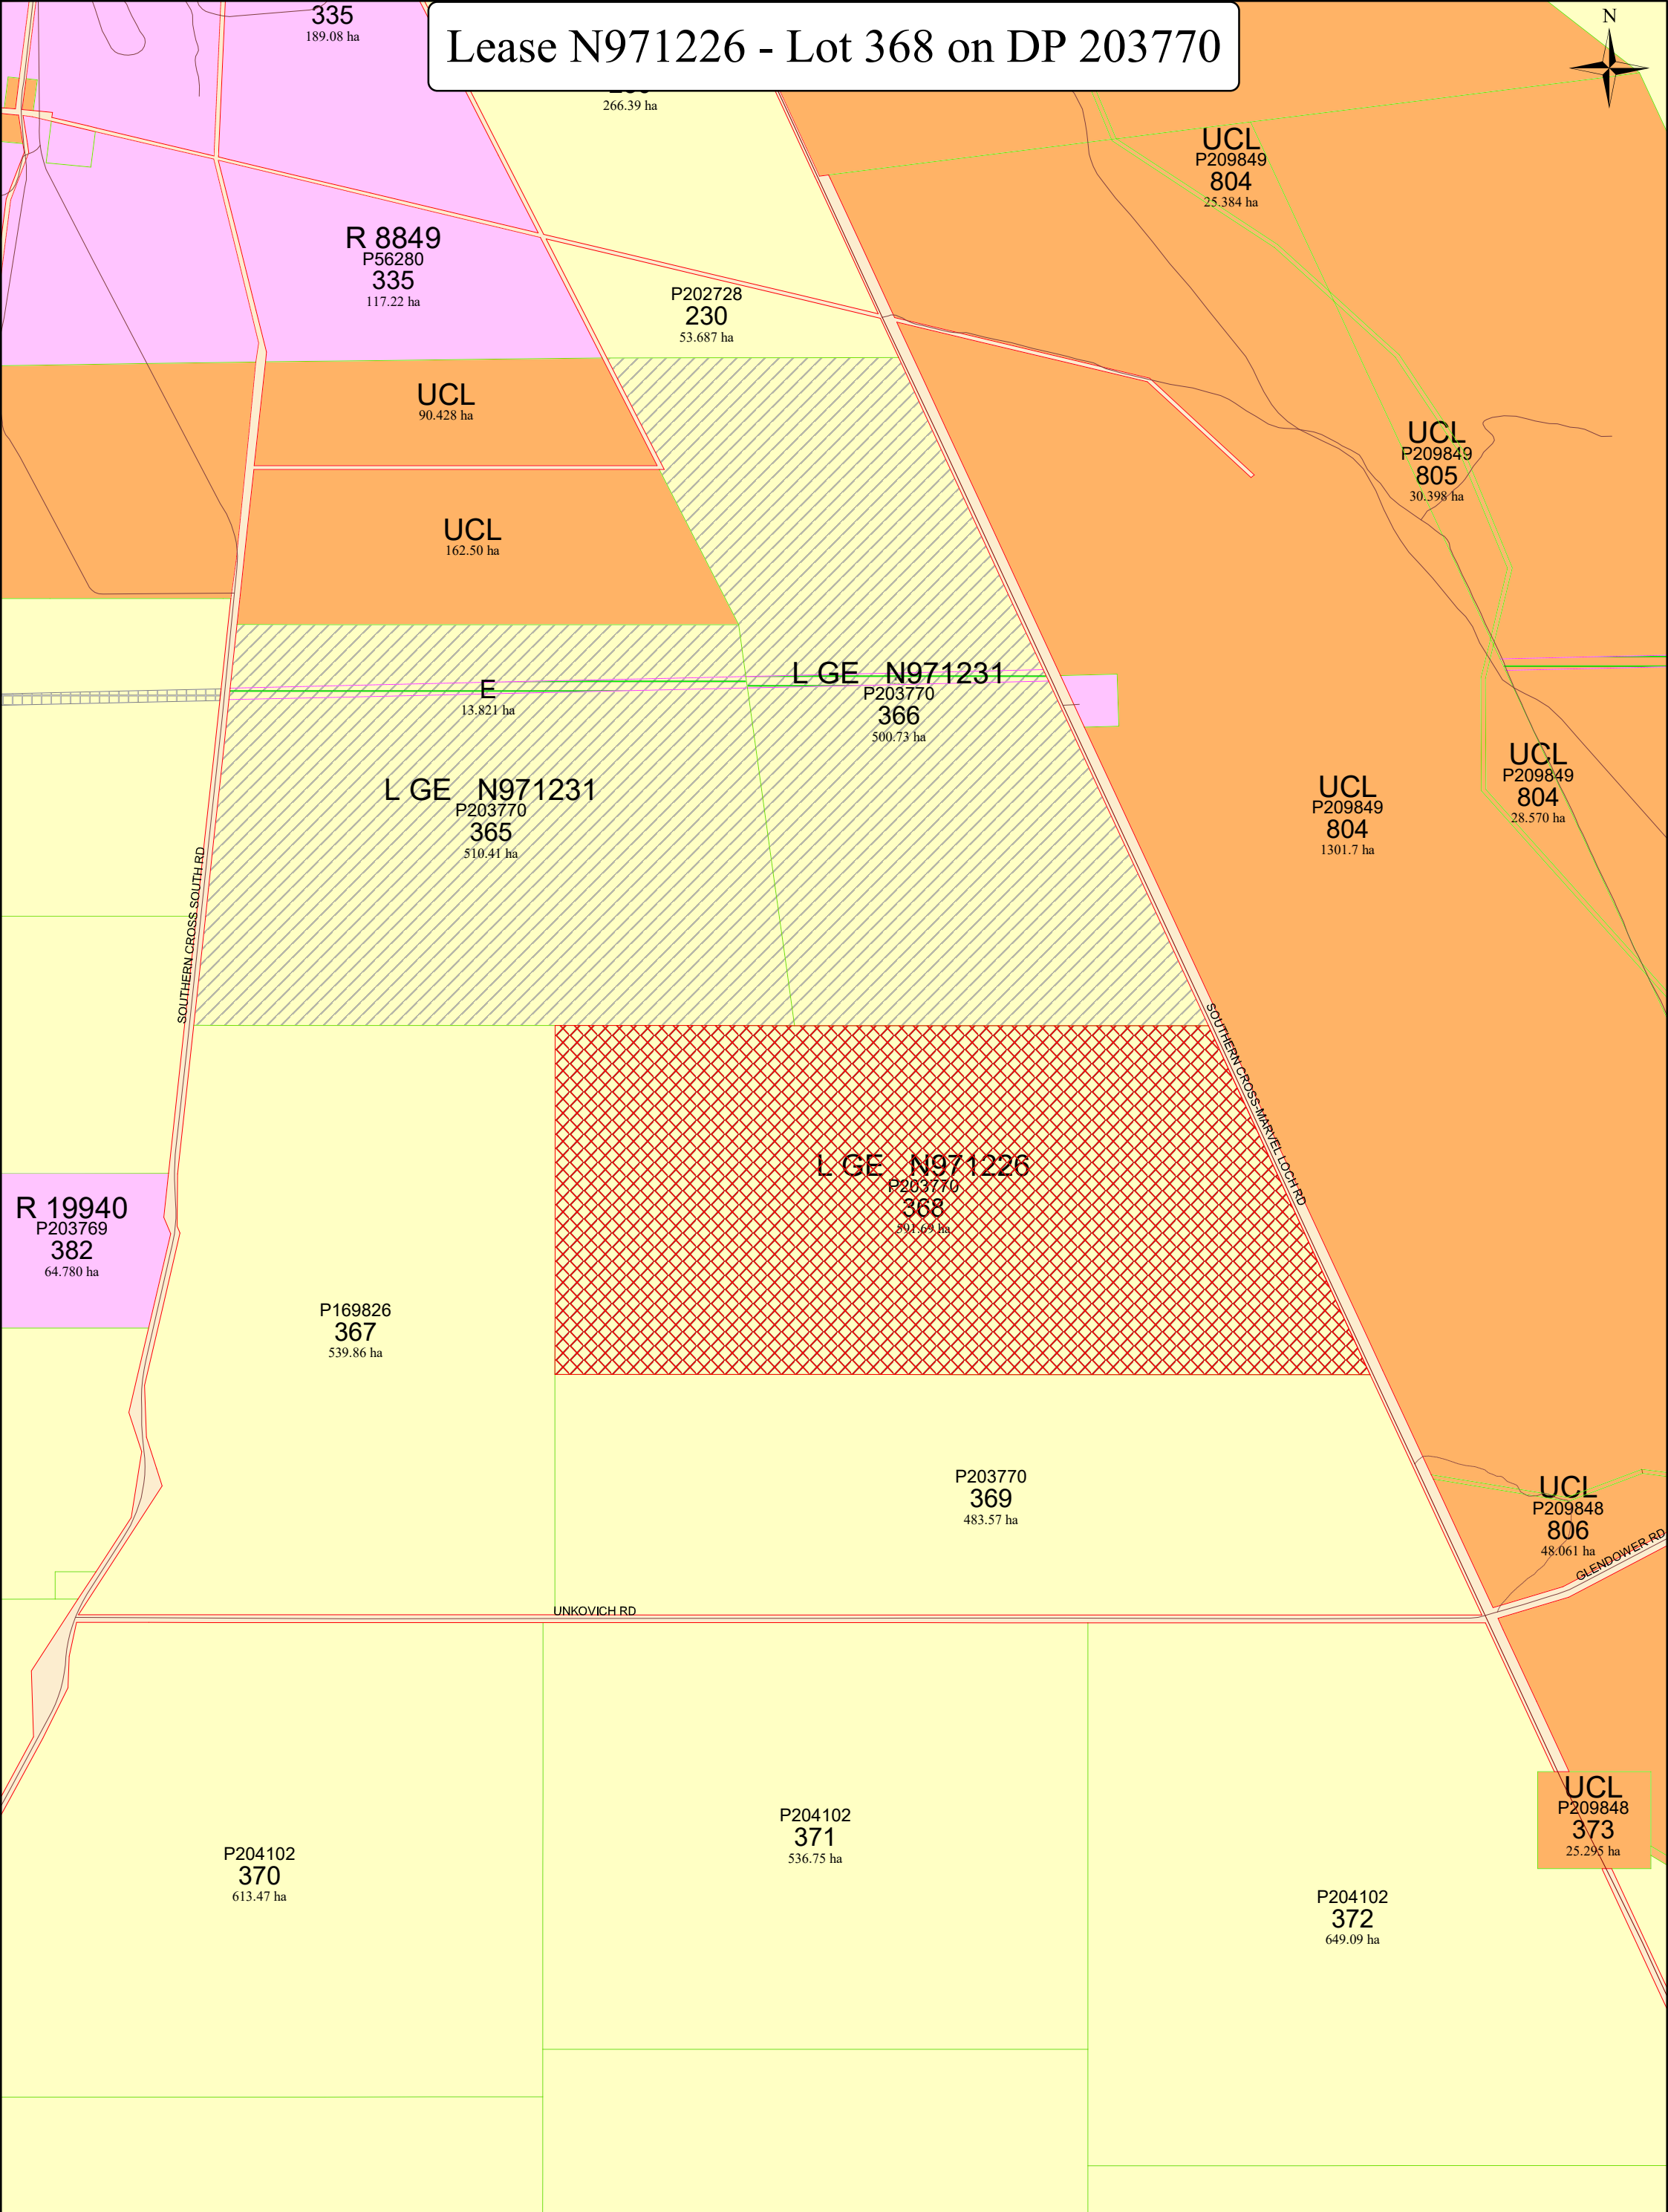 335
189.08 ha
Lease N971226 - Lot 368 on DP 203770
N
266.39 ha
UCL
P209849
804
25.384 ha
R 8849
P56280
335
117.22 ha
P202728
230
53.687 ha
UCL
90.428 ha
UCL
P209849
805
30.398 ha
UCL
162.50 ha
L GE N971231
P203770
366
500.73 ha
E
13.821 ha
L GE N971231
P203770
365
510.41 ha
UCL
P209849
804
1301.7 ha
UCL
P209849
804
28.570 ha
SOUTHERN CROSS SOUTH RD
SOUTHERN CROSS-MARVEL LOCH RD
L GE N971226
P203770
368
591.69 ha
R 19940
P203769
382
64.780 ha
P169826
367
539.86 ha
P203770
369
483.57 ha
UCL
P209848
806
48.061 ha
GLENDOWER RD
UNKOVICH RD
UCL
P209848
373
25.295 ha
P204102
371
536.75 ha
P204102
370
613.47 ha
P204102
372
649.09 ha